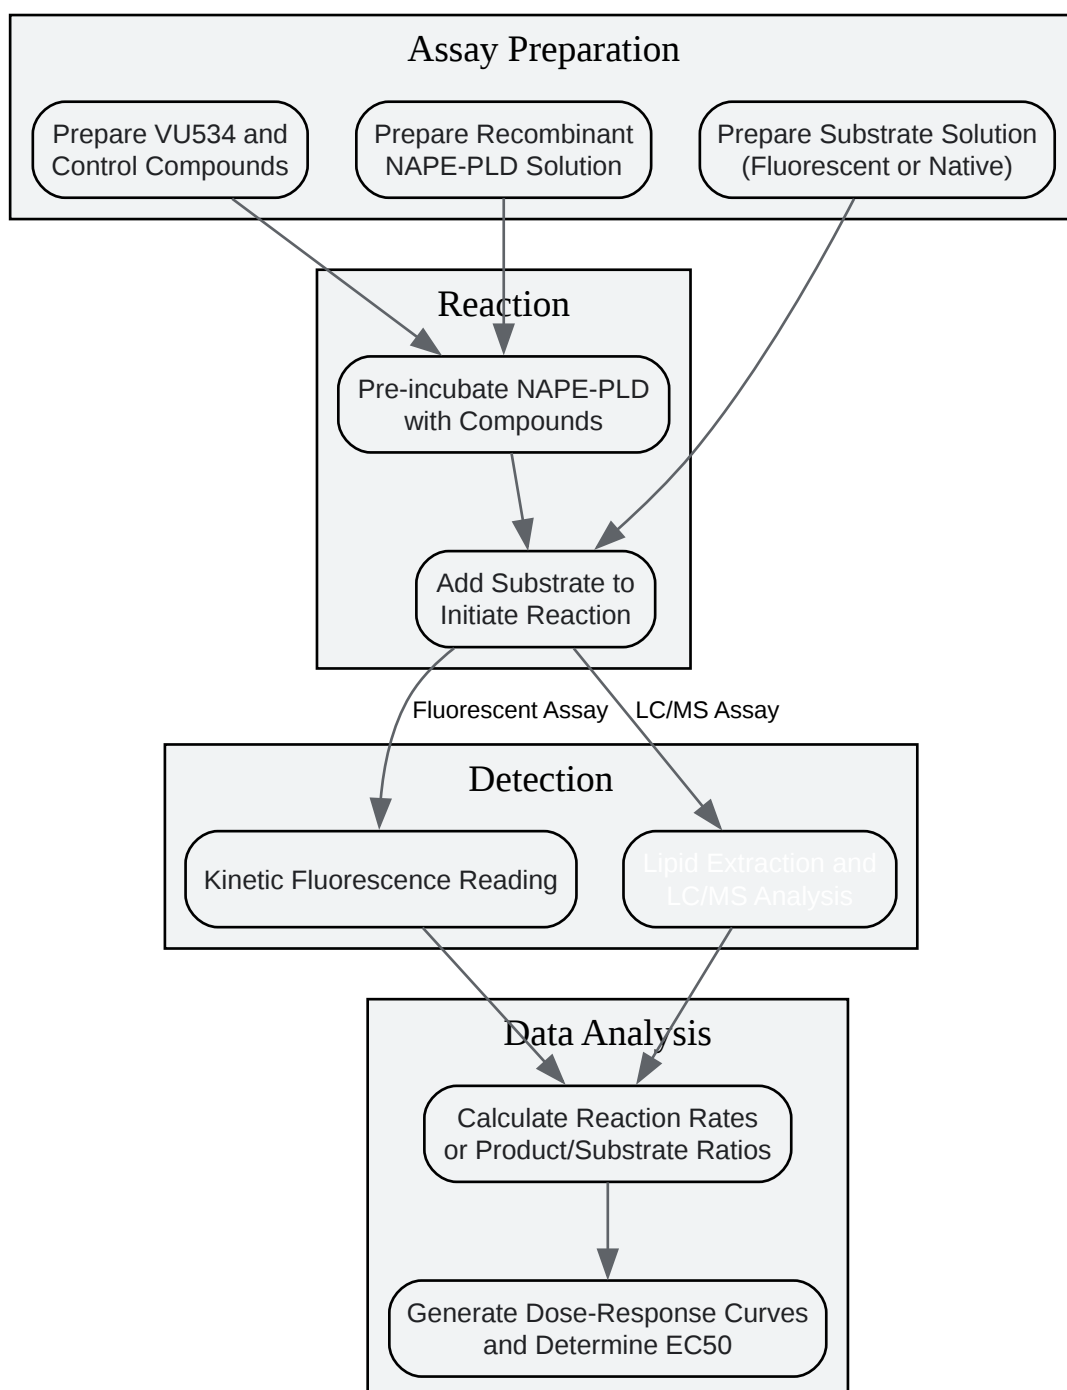 Assay Preparation
Prepare VU534 and
Control Compounds
Prepare Recombinant
NAPE-PLD Solution
Prepare Substrate Solution
(Fluorescent or Native)
Reaction
Pre-incubate NAPE-PLD
with Compounds
Add Substrate to
Initiate Reaction
Fluorescent Assay
LC/MS Assay
Detection
Kinetic Fluorescence Reading
Lipid Extraction and
LC/MS Analysis
Data Analysis
Calculate Reaction Rates
or Product/Substrate Ratios
Generate Dose-Response Curves
and Determine EC50